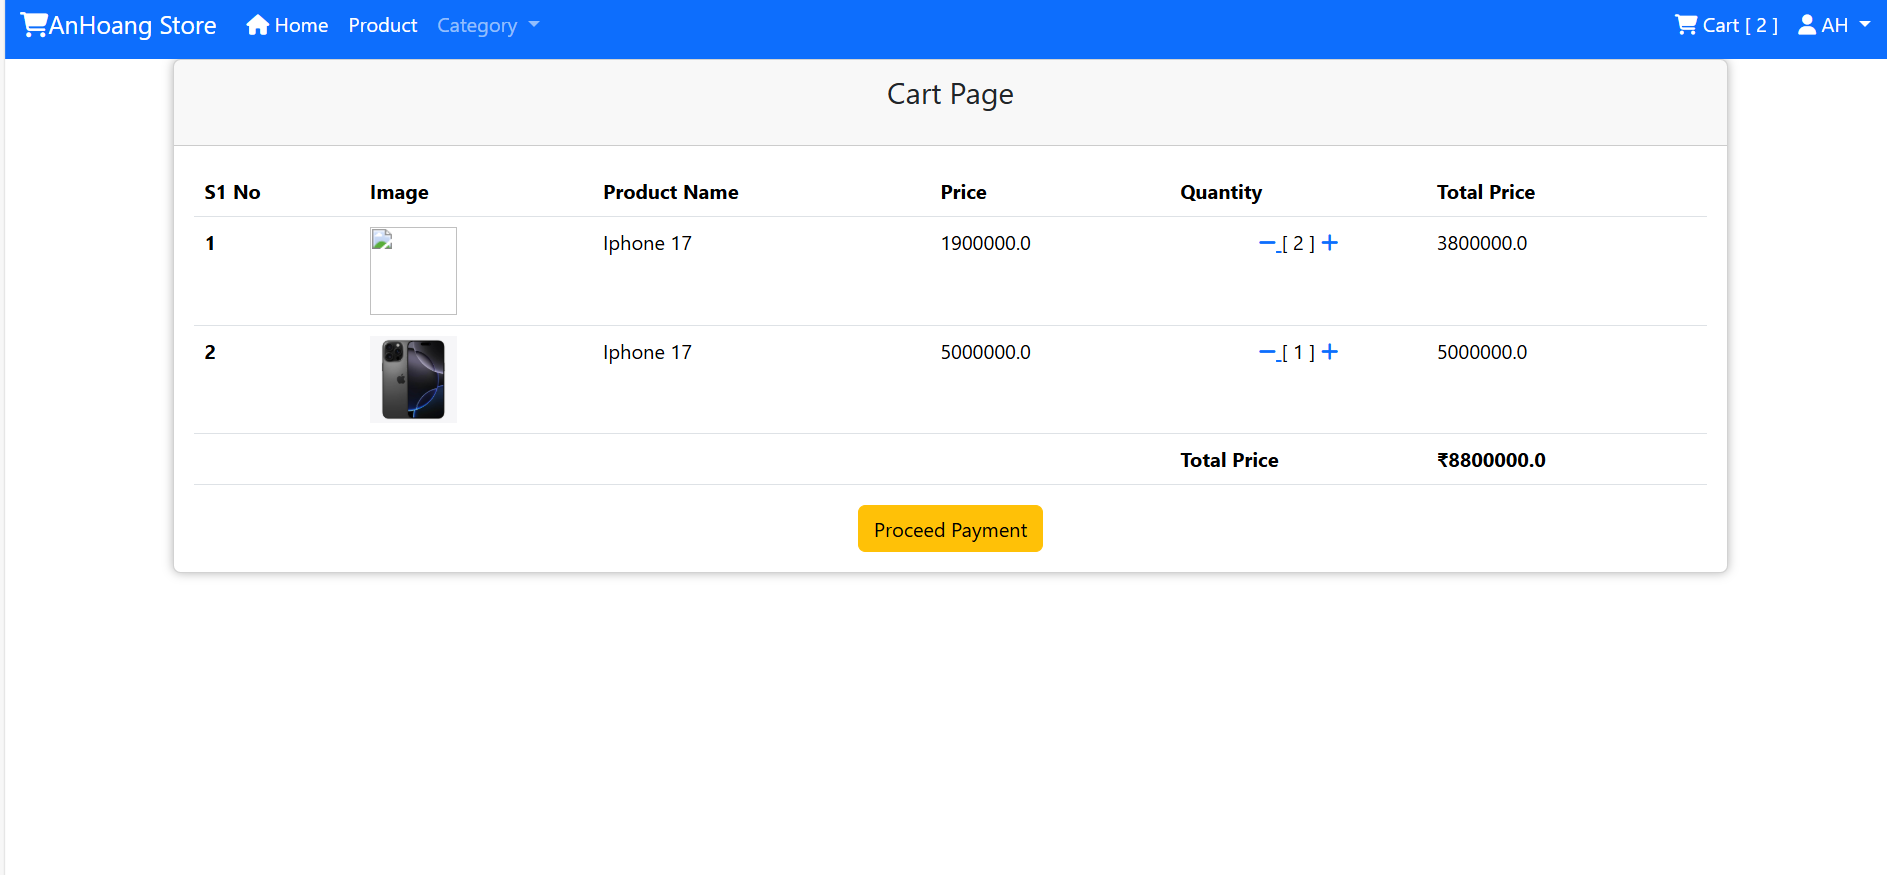 AnHoang Store Home Product Category Cart [ 2 ] AH
Cart Page
S1 No Image Product Name Price Quantity Total Price
1 Iphone 17 1900000.0 [ 2 ] 3800000.0
2 Iphone 17 5000000.0 [ 1 ] 5000000.0
Total Price ₹8800000.0
Proceed Payment